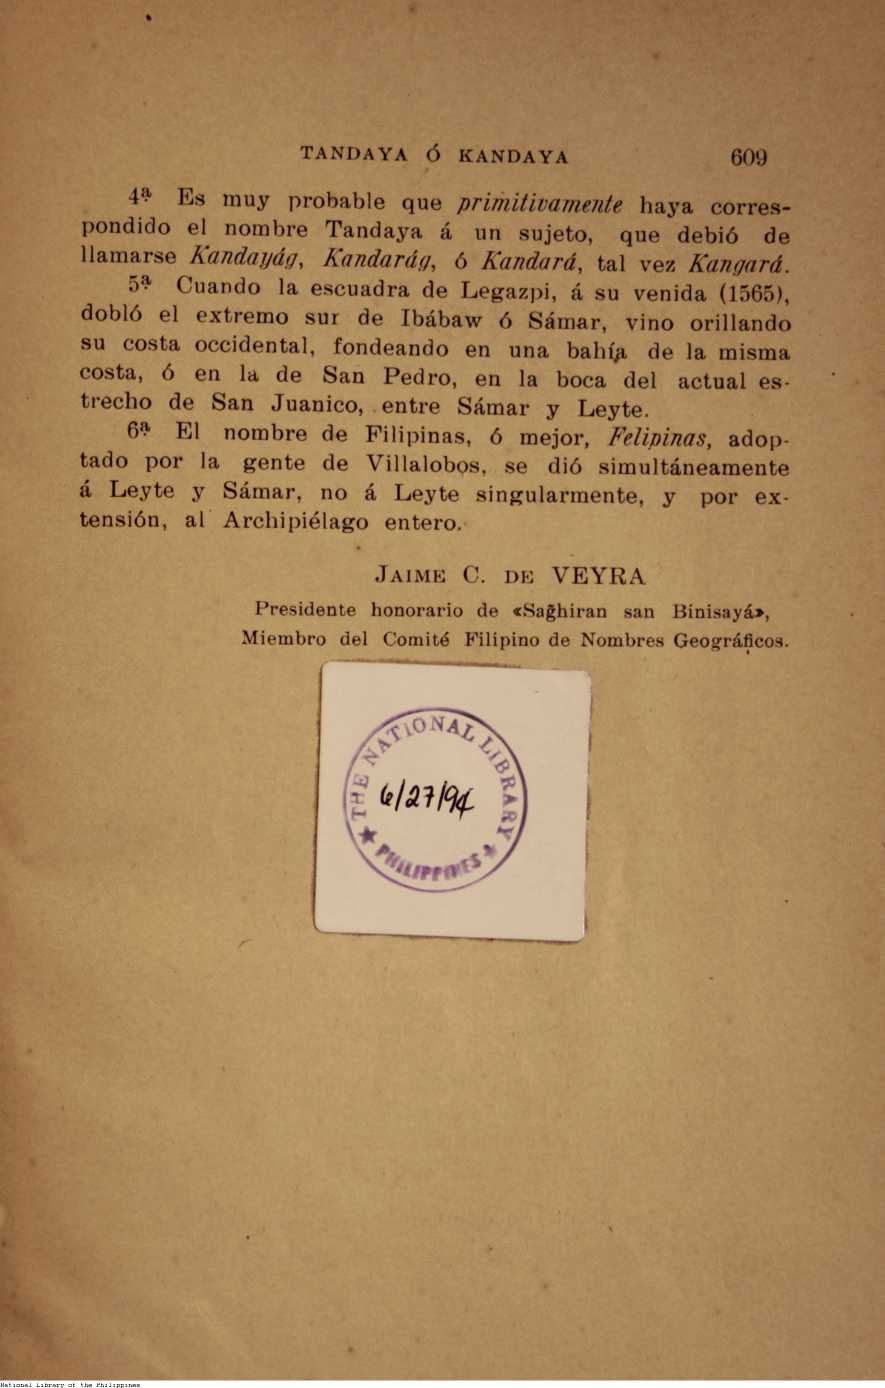 TANDAYA Ó KANDAYA 609
4ª Es muy probable que primitivamente haya corres-
pondido el nombre Tandaya á un sujeto, que debió de
llamarse Kandayág, Kandarág, ó Kandará, tal vez Kangará.
5ª Cuando la escuadra de Legazpi, á su venida (1565),
dobló el extremo sur de Ibábaw ó Sámar, vino orillando
su costa occidental, fondeando en una bahía de la misma
costa, ó en la de San Pedro, en la boca del actual es-
trecho de San Juanico, entre Sámar y Leyte.
6ª El nombre de Filipinas, ó mejor, Felipinas, adop-
tado por la gente de Villalobos, se dió simultáneamente
á Leyte y Sámar, no á Leyte singularmente, y por ex-
tensión, al Archipiélago entero.
JAIME C. DE VEYRA
Presidente honorario de «Sag̃hiran san Binisayá»,
Miembro del Comité Filipino de Nombres Geográficos.
THE NATIONAL LIBRARY
6/27/94
PHILIPPINES
National Library of the Philippines